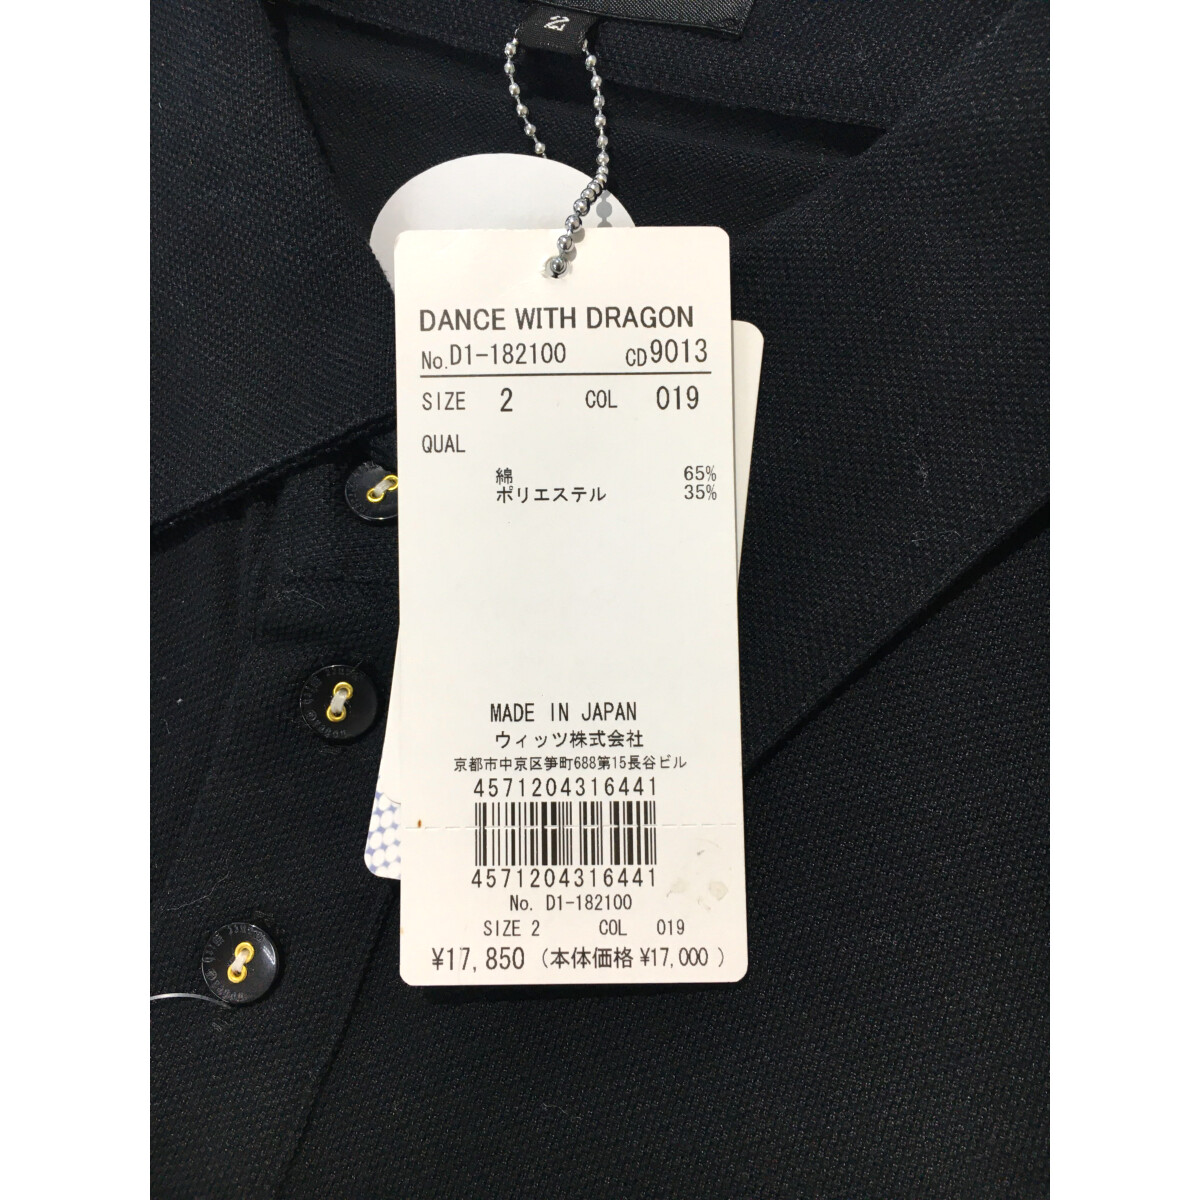 2
DANCE WITH DRAGON
No.D1-182100 CD9013
SIZE 2 COL 019
QUAL
綿 65%
ポリエステル 35%
MADE IN JAPAN
ウィッツ株式会社
京都市中京区笋町688第15長谷ビル
4571204316441
4571204316441
No. D1-182100
SIZE 2 COL 019
¥17,850 (本体価格 ¥17,000 )